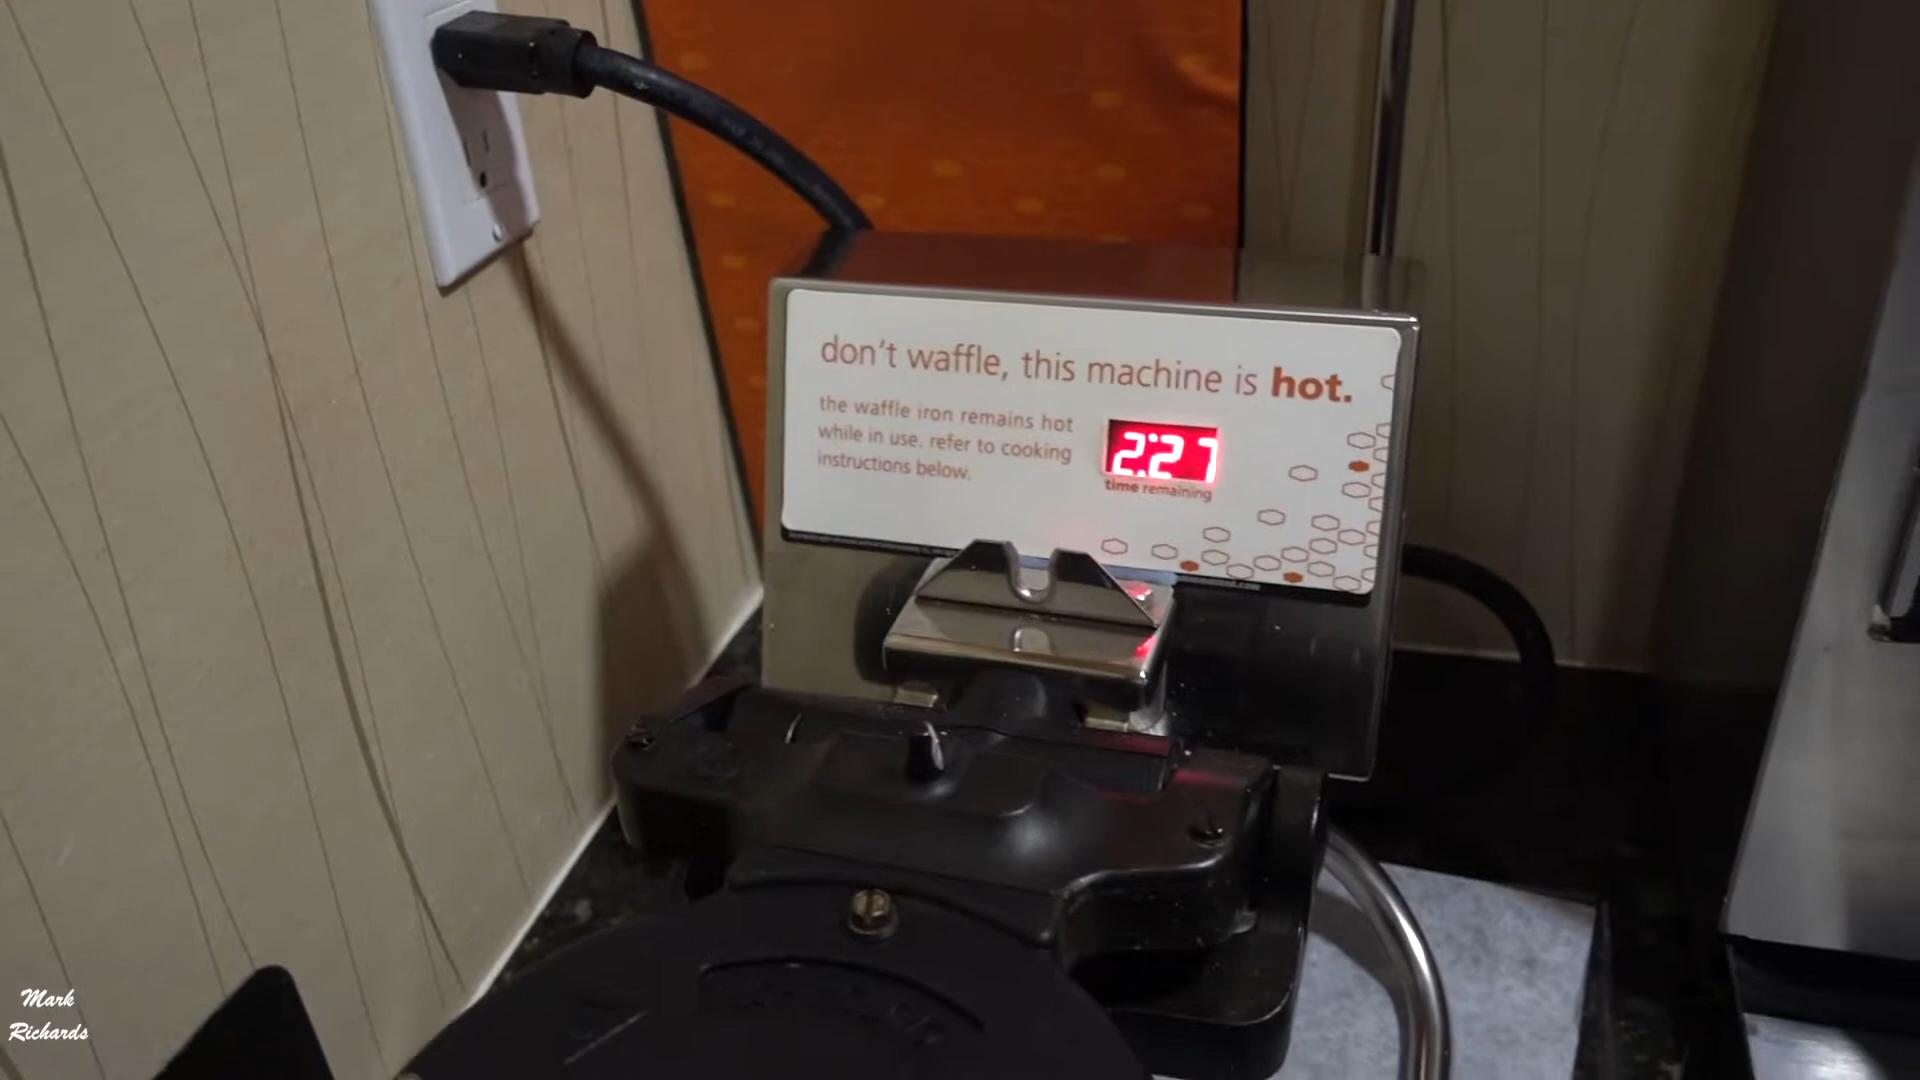 don't waffle, this machine is hot.
the waffle iron remains hot
while in use. refer to cooking
instructions below.
2:27
time remaining
Mark
Richards